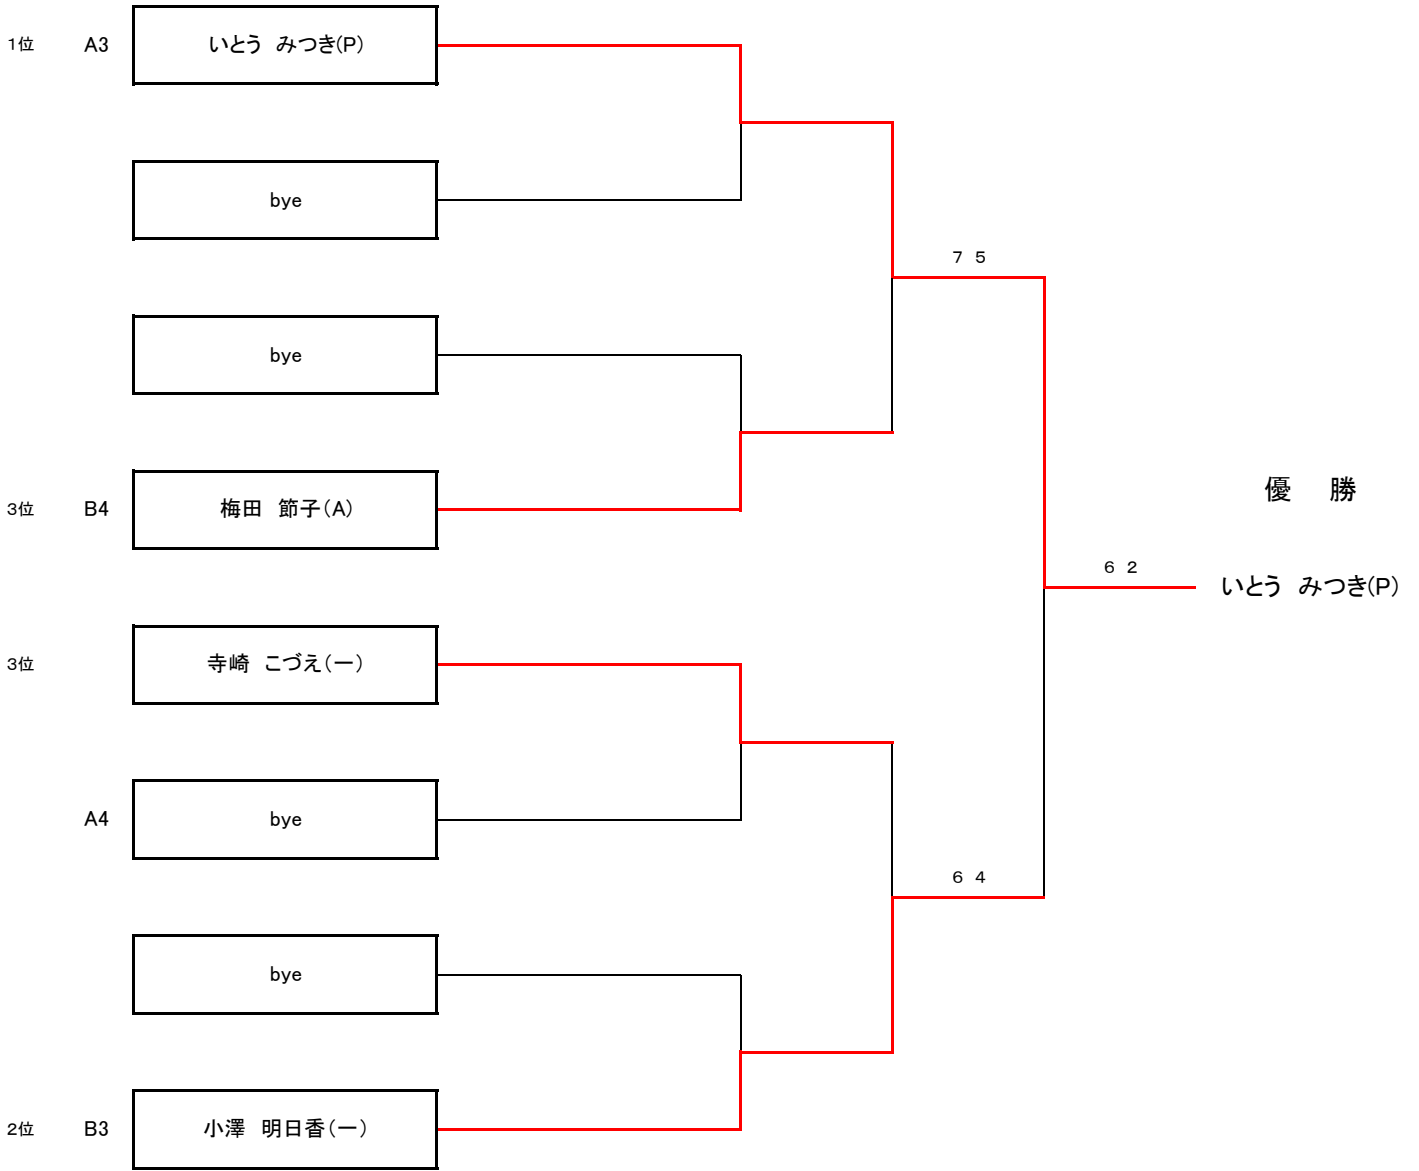 1位 A3 いとう みつき(P)
bye
7 5
bye
優 勝
3位 B4 梅田 節子(A)
6 2
いとう みつき(P)
3位 寺崎 こづえ(一)
A4 bye
6 4
bye
2位 B3 小澤 明日香(一)